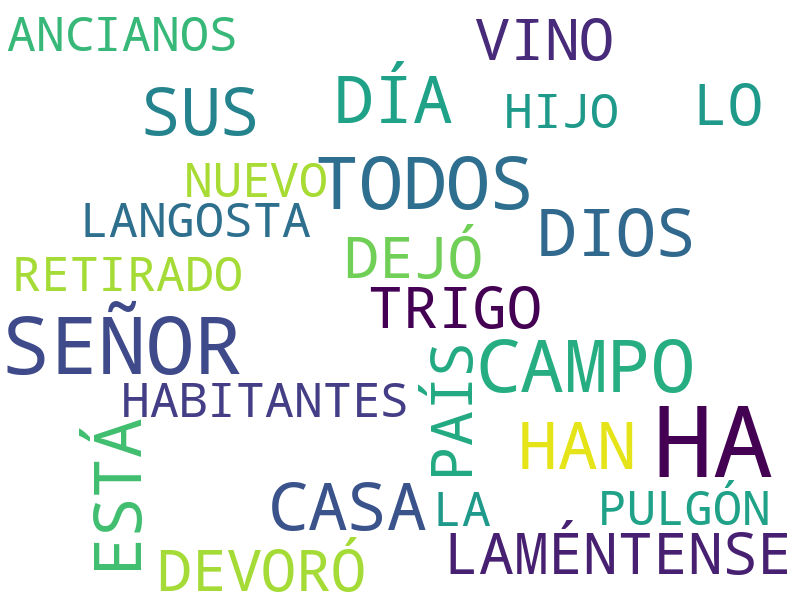 ANCIANOS
VINO
SUS
DÍA
HIJO
LO
NUEVO
TODOS
LANGOSTA
DIOS
DEJÓ
RETIRADO
TRIGO
SEÑOR
CAMPO
PAÍS
HABITANTES
HA
HAN
ESTÁ
CASA
LA
PULGÓN
LAMÉNTENSE
DEVORÓ